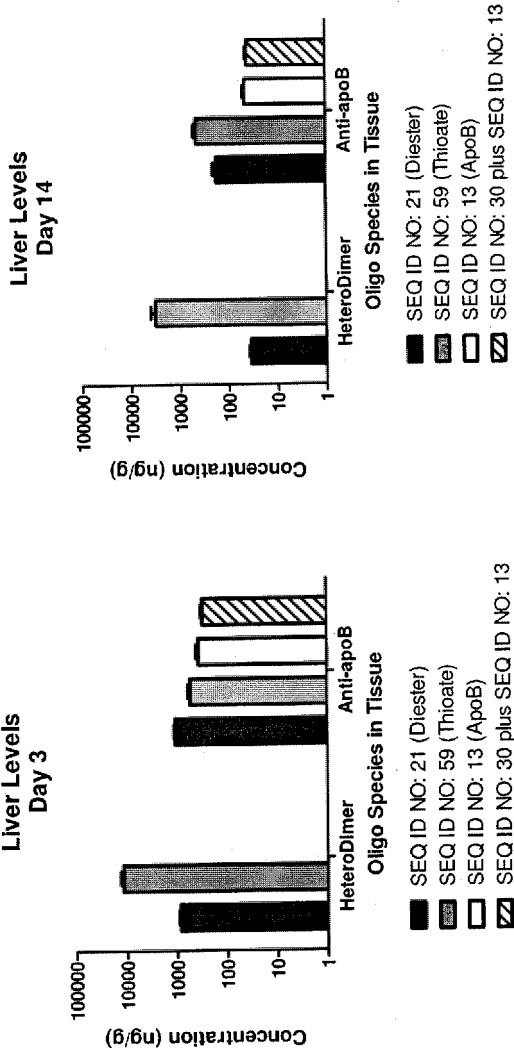 Liver Levels
Day 3
Concentration (ng/g)
100000
10000
1000
100
10
1
HeteroDImer
Anti-apoB
Oligo Species in Tissue
SEQ ID NO: 21 (Diester)
SEQ ID NO: 59 (Thioate)
SEQ ID NO: 13 (ApoB)
SEQ ID NO: 30 plus SEQ ID NO: 13
Liver Levels
Day 14
Concentration (ng/g)
100000
10000
1000
100
10
1
HeteroDimer
Anti-apoB
Oligo Species in Tissue
SEQ ID NO: 21 (Diester)
SEQ ID NO: 59 (Thioate)
SEQ ID NO: 13 (ApoB)
SEQ ID NO: 30 plus SEQ ID NO: 13